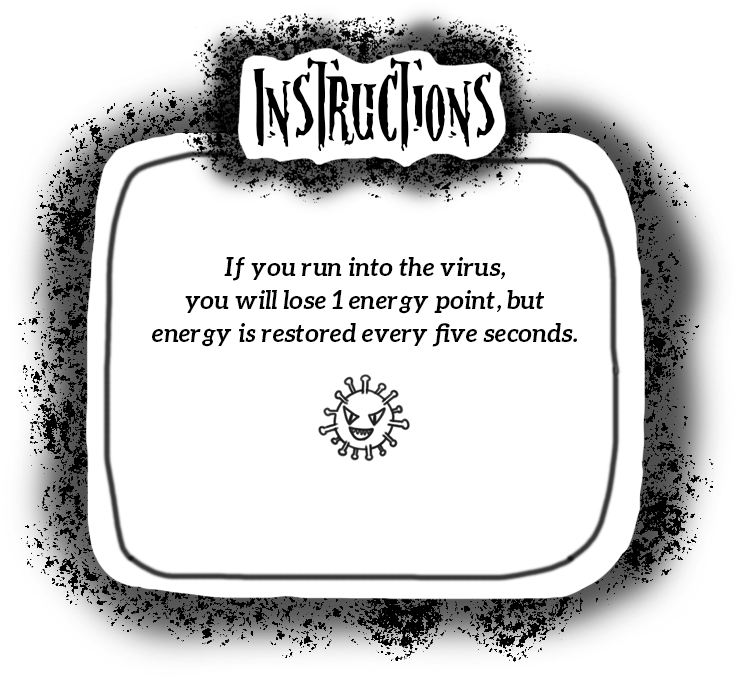 INSTRUCTIONS
If you run into the virus,
you will lose 1 energy point, but
energy is restored every five seconds.